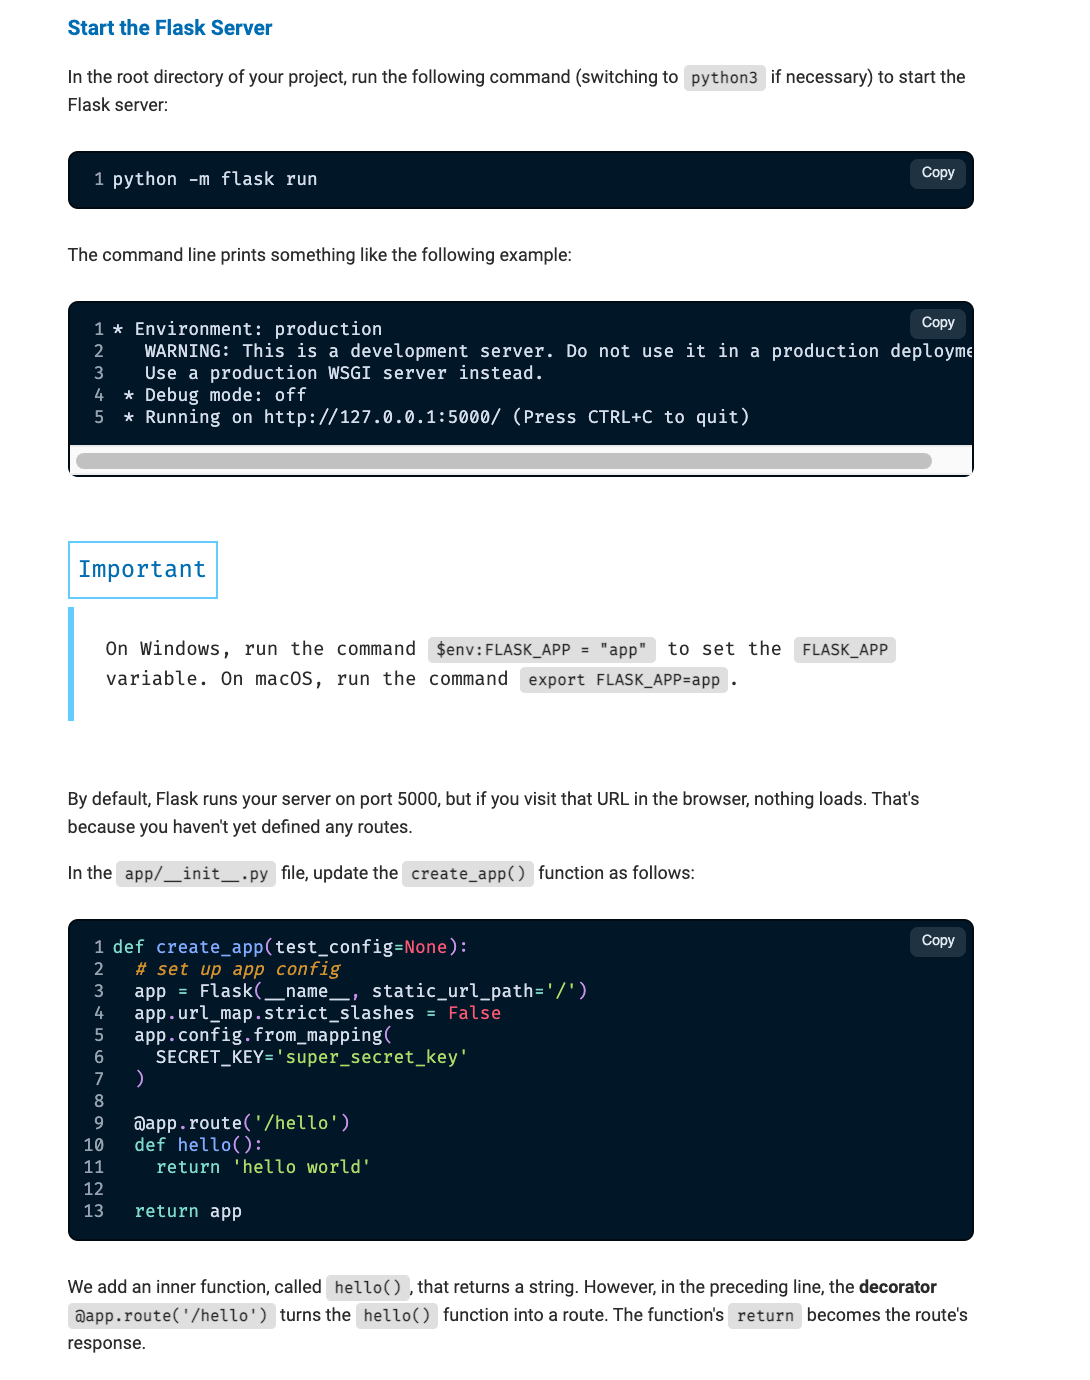 Start the Flask Server
In the root directory of your project, run the following command (switching to python3 if necessary) to start the
Flask server:
Copy
1 python -m flask run
The command line prints something like the following example:
Copy
1 * Environment: production
2    WARNING: This is a development server. Do not use it in a production deployme
3    Use a production WSGI server instead.
4  * Debug mode: off
5  * Running on http://127.0.0.1:5000/ (Press CTRL+C to quit)
Important
On Windows, run the command $env:FLASK_APP = "app" to set the FLASK_APP
variable. On macOS, run the command export FLASK_APP=app.
By default, Flask runs your server on port 5000, but if you visit that URL in the browser, nothing loads. That's
because you haven't yet defined any routes.
In the app/__init__.py file, update the create_app() function as follows:
Copy
1 def create_app(test_config=None):
2   # set up app config
3   app = Flask(__name__, static_url_path='/')
4   app.url_map.strict_slashes = False
5   app.config.from_mapping(
6     SECRET_KEY='super_secret_key'
7   )
8
9   @app.route('/hello')
10   def hello():
11     return 'hello world'
12
13   return app
We add an inner function, called hello(), that returns a string. However, in the preceding line, the decorator
@app.route('/hello') turns the hello() function into a route. The function's return becomes the route's
response.